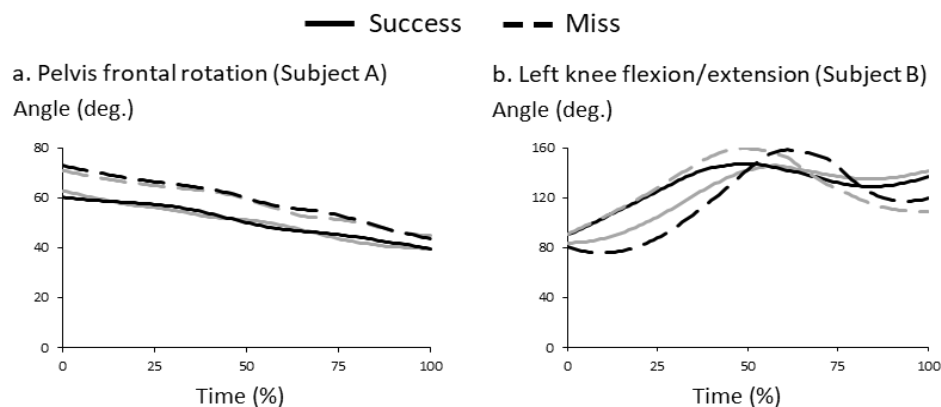 Success Miss
a. Pelvis frontal rotation (Subject A)
Angle (deg.)
80
60
40
20
0
0 25 50 75 100
Time (%)
b. Left knee flexion/extension (Subject B)
Angle (deg.)
160
120
80
40
0
0 25 50 75 100
Time (%)